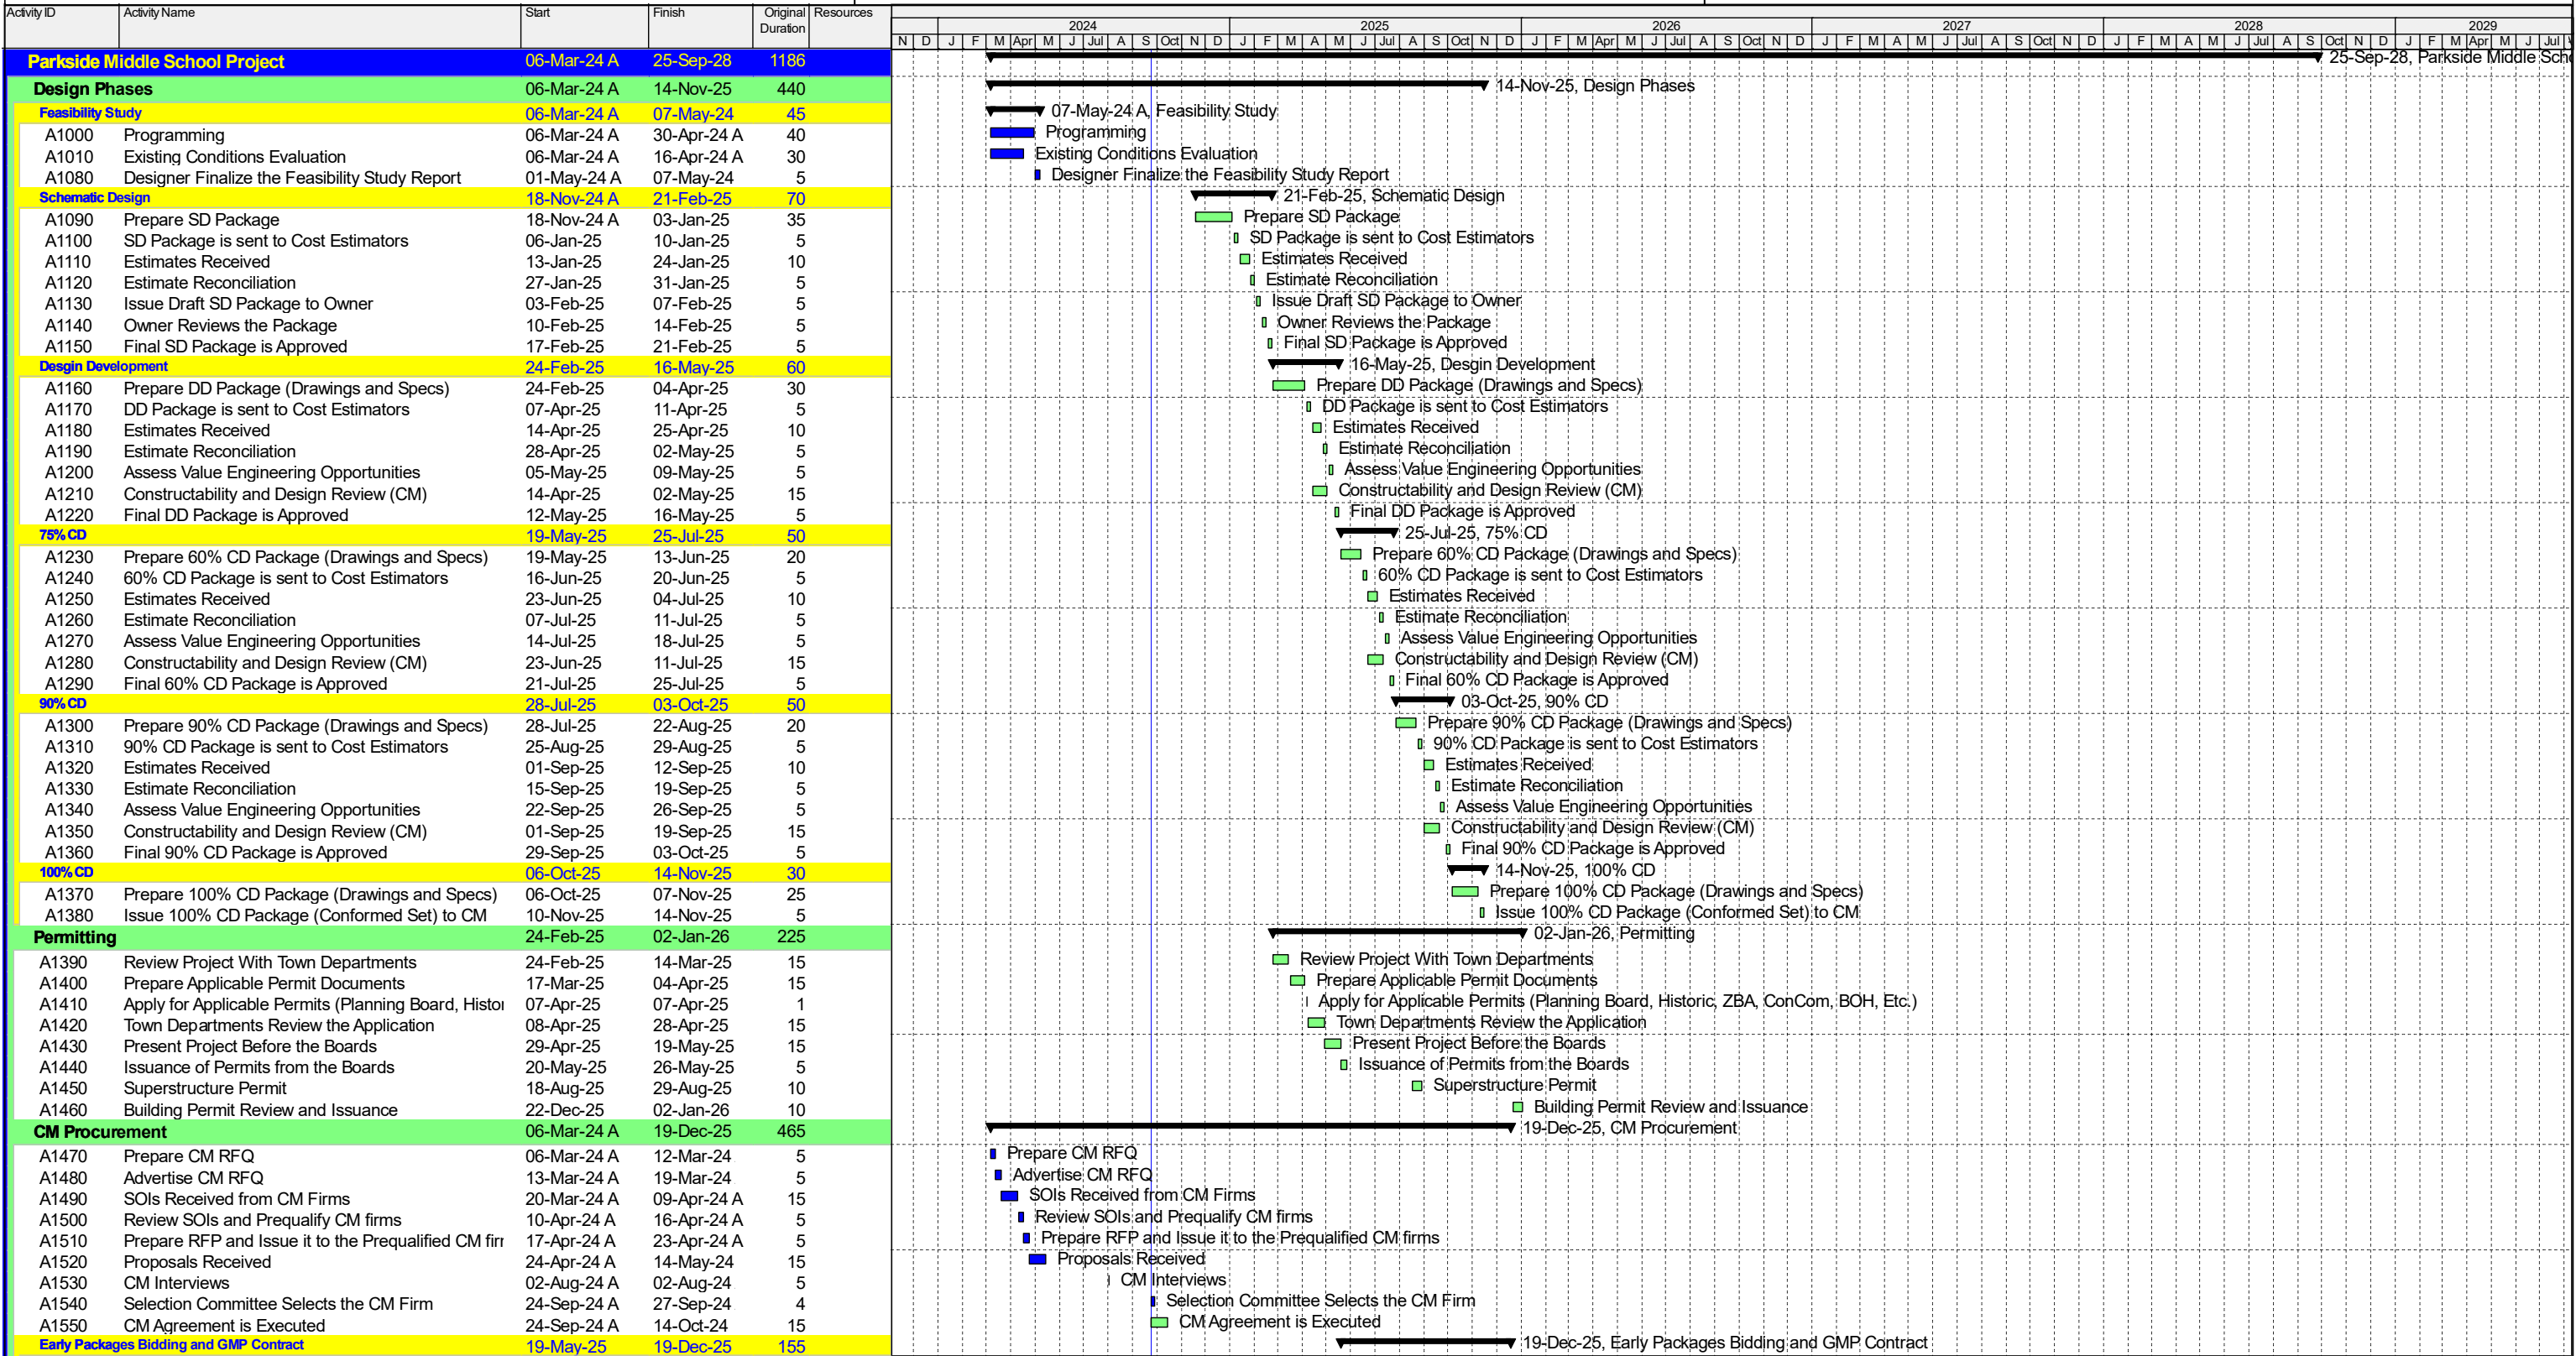 Activity ID Activity Name Start Finish Original Duration Resources 2024 2025 2026 2027 2028 2029
N D J F M Apr M J Jul A S Oct N D J F M A M J Jul A S Oct N D J F M Apr M J Jul A S Oct N D J F M A M J Jul A S Oct N D J F M A M J Jul A S Oct N D J F M Apr M J Jul
Parkside Middle School Project 06-Mar-24 A 25-Sep-28 1186 25-Sep-28, Parkside Middle Scho
Design Phases 06-Mar-24 A 14-Nov-25 440 14-Nov-25, Design Phases
Feasibility Study 06-Mar-24 A 07-May-24 45 07-May-24 A, Feasibility Study
A1000 Programming 06-Mar-24 A 30-Apr-24 A 40 Programming
A1010 Existing Conditions Evaluation 06-Mar-24 A 16-Apr-24 A 30 Existing Conditions Evaluation
A1080 Designer Finalize the Feasibility Study Report 01-May-24 A 07-May-24 5 Designer Finalize the Feasibility Study Report
Schematic Design 18-Nov-24 A 21-Feb-25 70 21-Feb-25, Schematic Design
A1090 Prepare SD Package 18-Nov-24 A 03-Jan-25 35 Prepare SD Package
A1100 SD Package is sent to Cost Estimators 06-Jan-25 10-Jan-25 5 SD Package is sent to Cost Estimators
A1110 Estimates Received 13-Jan-25 24-Jan-25 10 Estimates Received
A1120 Estimate Reconciliation 27-Jan-25 31-Jan-25 5 Estimate Reconciliation
A1130 Issue Draft SD Package to Owner 03-Feb-25 07-Feb-25 5 Issue Draft SD Package to Owner
A1140 Owner Reviews the Package 10-Feb-25 14-Feb-25 5 Owner Reviews the Package
A1150 Final SD Package is Approved 17-Feb-25 21-Feb-25 5 Final SD Package is Approved
Desgin Development 24-Feb-25 16-May-25 60 16-May-25, Desgin Development
A1160 Prepare DD Package (Drawings and Specs) 24-Feb-25 04-Apr-25 30 Prepare DD Package (Drawings and Specs)
A1170 DD Package is sent to Cost Estimators 07-Apr-25 11-Apr-25 5 DD Package is sent to Cost Estimators
A1180 Estimates Received 14-Apr-25 25-Apr-25 10 Estimates Received
A1190 Estimate Reconciliation 28-Apr-25 02-May-25 5 Estimate Reconciliation
A1200 Assess Value Engineering Opportunities 05-May-25 09-May-25 5 Assess Value Engineering Opportunities
A1210 Constructability and Design Review (CM) 14-Apr-25 02-May-25 15 Constructability and Design Review (CM)
A1220 Final DD Package is Approved 12-May-25 16-May-25 5 Final DD Package is Approved
75% CD 19-May-25 25-Jul-25 50 25-Jul-25, 75% CD
A1230 Prepare 60% CD Package (Drawings and Specs) 19-May-25 13-Jun-25 20 Prepare 60% CD Package (Drawings and Specs)
A1240 60% CD Package is sent to Cost Estimators 16-Jun-25 20-Jun-25 5 60% CD Package is sent to Cost Estimators
A1250 Estimates Received 23-Jun-25 04-Jul-25 10 Estimates Received
A1260 Estimate Reconciliation 07-Jul-25 11-Jul-25 5 Estimate Reconciliation
A1270 Assess Value Engineering Opportunities 14-Jul-25 18-Jul-25 5 Assess Value Engineering Opportunities
A1280 Constructability and Design Review (CM) 23-Jun-25 11-Jul-25 15 Constructability and Design Review (CM)
A1290 Final 60% CD Package is Approved 21-Jul-25 25-Jul-25 5 Final 60% CD Package is Approved
90% CD 28-Jul-25 03-Oct-25 50 03-Oct-25, 90% CD
A1300 Prepare 90% CD Package (Drawings and Specs) 28-Jul-25 22-Aug-25 20 Prepare 90% CD Package (Drawings and Specs)
A1310 90% CD Package is sent to Cost Estimators 25-Aug-25 29-Aug-25 5 90% CD Package is sent to Cost Estimators
A1320 Estimates Received 01-Sep-25 12-Sep-25 10 Estimates Received
A1330 Estimate Reconciliation 15-Sep-25 19-Sep-25 5 Estimate Reconciliation
A1340 Assess Value Engineering Opportunities 22-Sep-25 26-Sep-25 5 Assess Value Engineering Opportunities
A1350 Constructability and Design Review (CM) 01-Sep-25 19-Sep-25 15 Constructability and Design Review (CM)
A1360 Final 90% CD Package is Approved 29-Sep-25 03-Oct-25 5 Final 90% CD Package is Approved
100% CD 06-Oct-25 14-Nov-25 30 14-Nov-25, 100% CD
A1370 Prepare 100% CD Package (Drawings and Specs) 06-Oct-25 07-Nov-25 25 Prepare 100% CD Package (Drawings and Specs)
A1380 Issue 100% CD Package (Conformed Set) to CM 10-Nov-25 14-Nov-25 5 Issue 100% CD Package (Conformed Set) to CM
Permitting 24-Feb-25 02-Jan-26 225 02-Jan-26, Permitting
A1390 Review Project With Town Departments 24-Feb-25 14-Mar-25 15 Review Project With Town Departments
A1400 Prepare Applicable Permit Documents 17-Mar-25 04-Apr-25 15 Prepare Applicable Permit Documents
A1410 Apply for Applicable Permits (Planning Board, Histor 07-Apr-25 07-Apr-25 1 Apply for Applicable Permits (Planning Board, Historic, ZBA, ConCom, BOH, Etc.)
A1420 Town Departments Review the Application 08-Apr-25 28-Apr-25 15 Town Departments Review the Application
A1430 Present Project Before the Boards 29-Apr-25 19-May-25 15 Present Project Before the Boards
A1440 Issuance of Permits from the Boards 20-May-25 26-May-25 5 Issuance of Permits from the Boards
A1450 Superstructure Permit 18-Aug-25 29-Aug-25 10 Superstructure Permit
A1460 Building Permit Review and Issuance 22-Dec-25 02-Jan-26 10 Building Permit Review and Issuance
CM Procurement 06-Mar-24 A 19-Dec-25 465 19-Dec-25, CM Procurement
A1470 Prepare CM RFQ 06-Mar-24 A 12-Mar-24 5 Prepare CM RFQ
A1480 Advertise CM RFQ 13-Mar-24 A 19-Mar-24 5 Advertise CM RFQ
A1490 SOIs Received from CM Firms 20-Mar-24 A 09-Apr-24 A 15 SOIs Received from CM Firms
A1500 Review SOIs and Prequalify CM firms 10-Apr-24 A 16-Apr-24 A 5 Review SOIs and Prequalify CM firms
A1510 Prepare RFP and Issue it to the Prequalified CM firr 17-Apr-24 A 23-Apr-24 A 5 Prepare RFP and Issue it to the Prequalified CM firms
A1520 Proposals Received 24-Apr-24 A 14-May-24 15 Proposals Received
A1530 CM Interviews 02-Aug-24 A 02-Aug-24 5 CM Interviews
A1540 Selection Committee Selects the CM Firm 24-Sep-24 A 27-Sep-24 4 Selection Committee Selects the CM Firm
A1550 CM Agreement is Executed 24-Sep-24 A 14-Oct-24 15 CM Agreement is Executed
Early Packages Bidding and GMP Contract 19-May-25 19-Dec-25 155 19-Dec-25, Early Packages Bidding and GMP Contract